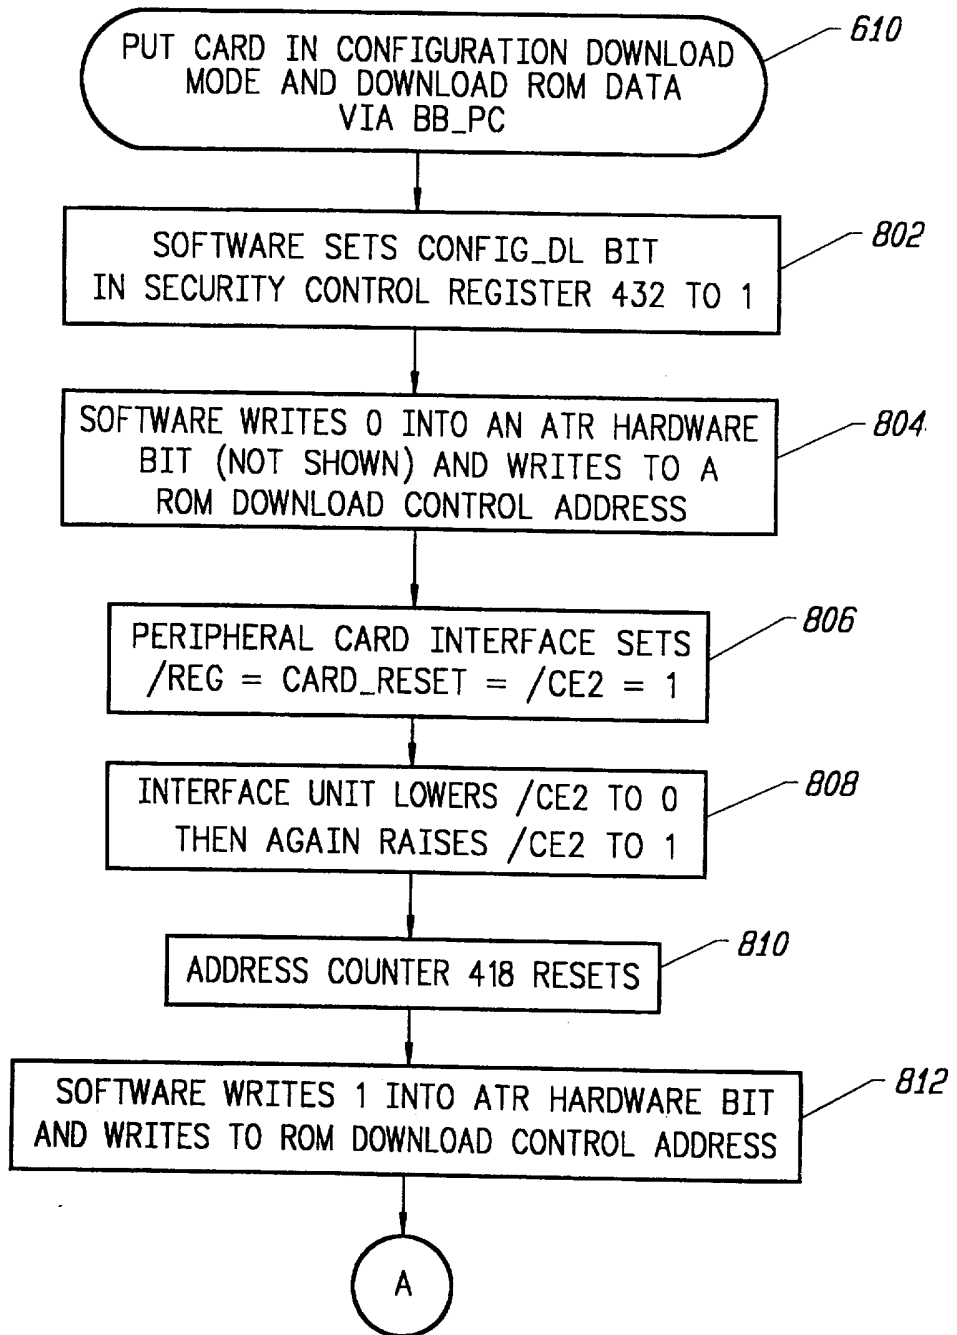 PUT CARD IN CONFIGURATION DOWNLOAD
MODE AND DOWNLOAD ROM DATA
VIA BB_PC
610
SOFTWARE SETS CONFIG_DL BIT
IN SECURITY CONTROL REGISTER 432 TO 1
802
SOFTWARE WRITES 0 INTO AN ATR HARDWARE
BIT (NOT SHOWN) AND WRITES TO A
ROM DOWNLOAD CONTROL ADDRESS
804
PERIPHERAL CARD INTERFACE SETS
/REG = CARD_RESET = /CE2 = 1
806
INTERFACE UNIT LOWERS /CE2 TO 0
THEN AGAIN RAISES /CE2 TO 1
808
ADDRESS COUNTER 418 RESETS
810
SOFTWARE WRITES 1 INTO ATR HARDWARE BIT
AND WRITES TO ROM DOWNLOAD CONTROL ADDRESS
812
A